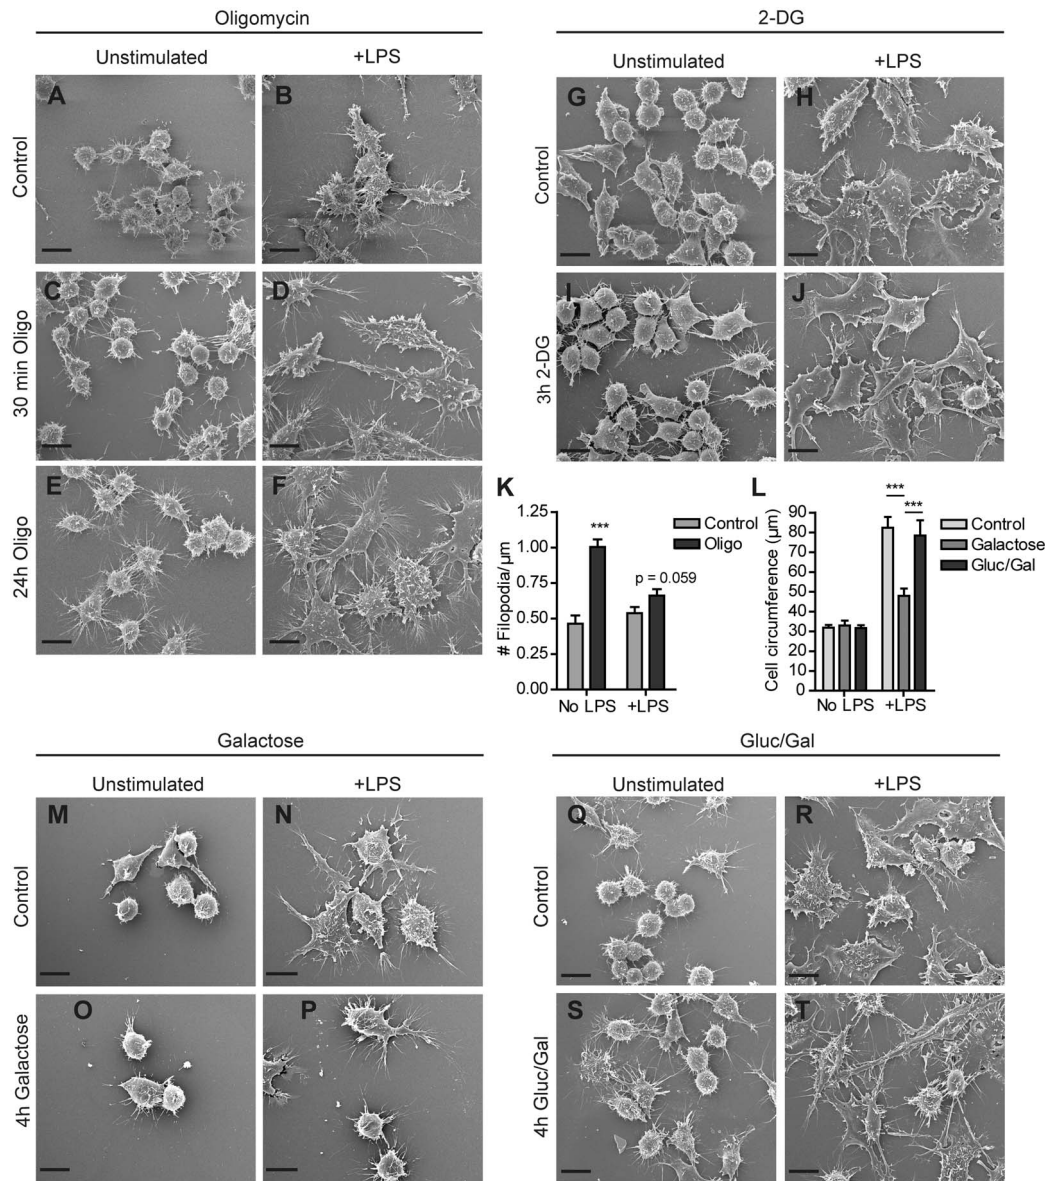 Oligomycin
Unstimulated
+LPS
Control
A
B
30 min Oligo
C
D
24h Oligo
E
F
2-DG
Unstimulated
+LPS
Control
G
H
3h 2-DG
I
J
K
# Filopodia/µm
1.25
1.00
0.75
0.50
0.25
0.00
***
p = 0.059
No LPS
+LPS
Control
Oligo
L
Cell circumference (µm)
90
80
70
60
50
40
30
20
10
0
***
***
No LPS
+LPS
Control
Galactose
Gluc/Gal
Galactose
Unstimulated
+LPS
Control
M
N
4h Galactose
O
P
Gluc/Gal
Unstimulated
+LPS
Control
Q
R
4h Gluc/Gal
S
T